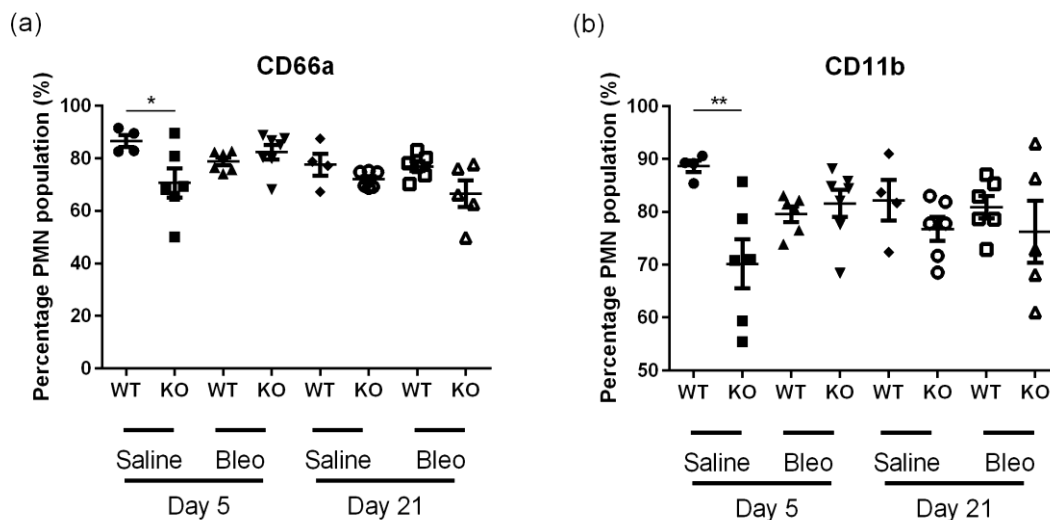 (a)
CD66a
Percentage PMN population (%)
100
80
60
40
20
0
*
WT KO WT KO WT KO WT KO
Saline Bleo Saline Bleo
Day 5 Day 21
(b)
CD11b
Percentage PMN population (%)
100
90
80
70
60
50
**
WT KO WT KO WT KO WT KO
Saline Bleo Saline Bleo
Day 5 Day 21